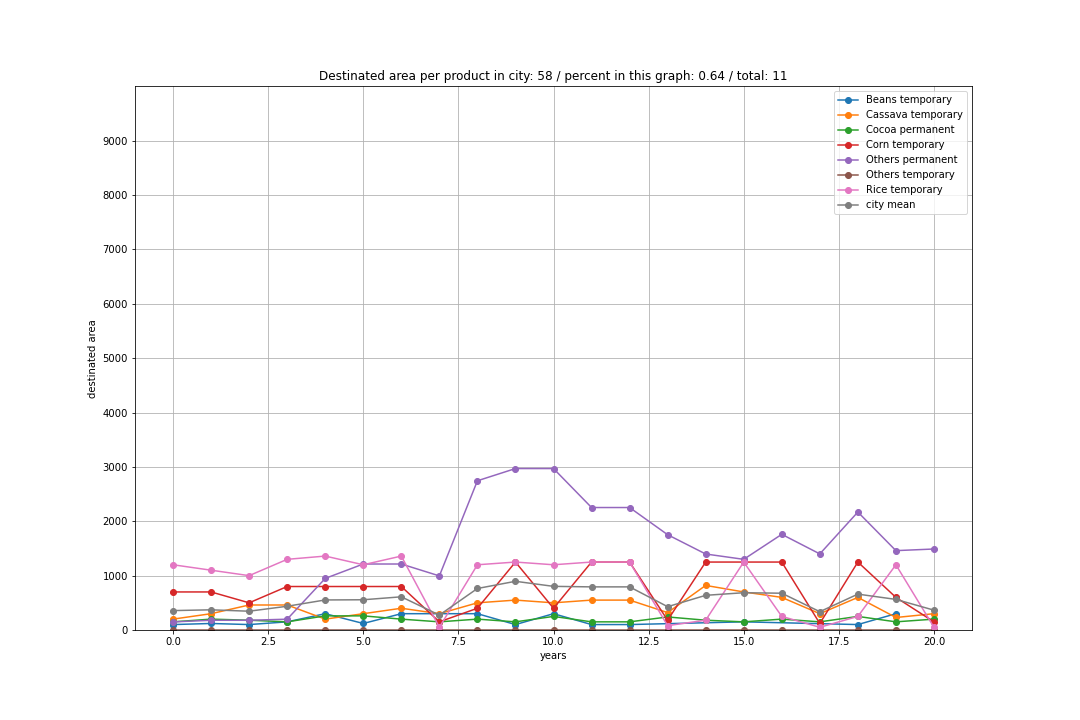 Destinated area per product in city: 58 / percent in this graph: 0.64 / total: 11
Beans temporary
Cassava temporary
Cocoa permanent
Corn temporary
Others permanent
Others temporary
Rice temporary
city mean
9000
8000
7000
6000
5000
4000
3000
2000
1000
0
destinated area
0.0 2.5 5.0 7.5 10.0 12.5 15.0 17.5 20.0
years